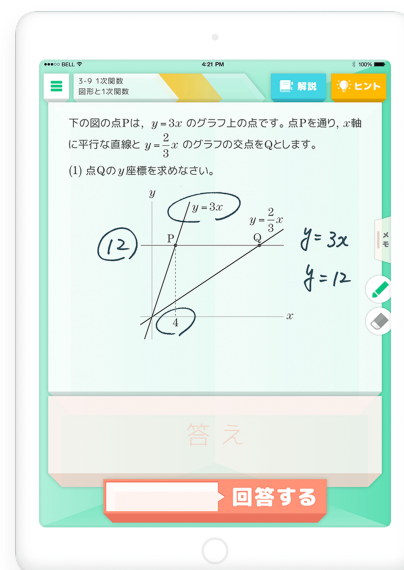 BELL
4:21 PM
100%
3-9 1次関数
図形と1次関数
解説
ヒント
下の図の点Pは, y=3x のグラフ上の点です。点Pを通り, x軸
に平行な直線と y=2/3x のグラフの交点をQとします。
(1) 点Qのy座標を求めなさい。
y
y=3x
y=2/3x
12
P
Q
y=3x
y=12
4
x
メモ
答え
回答する